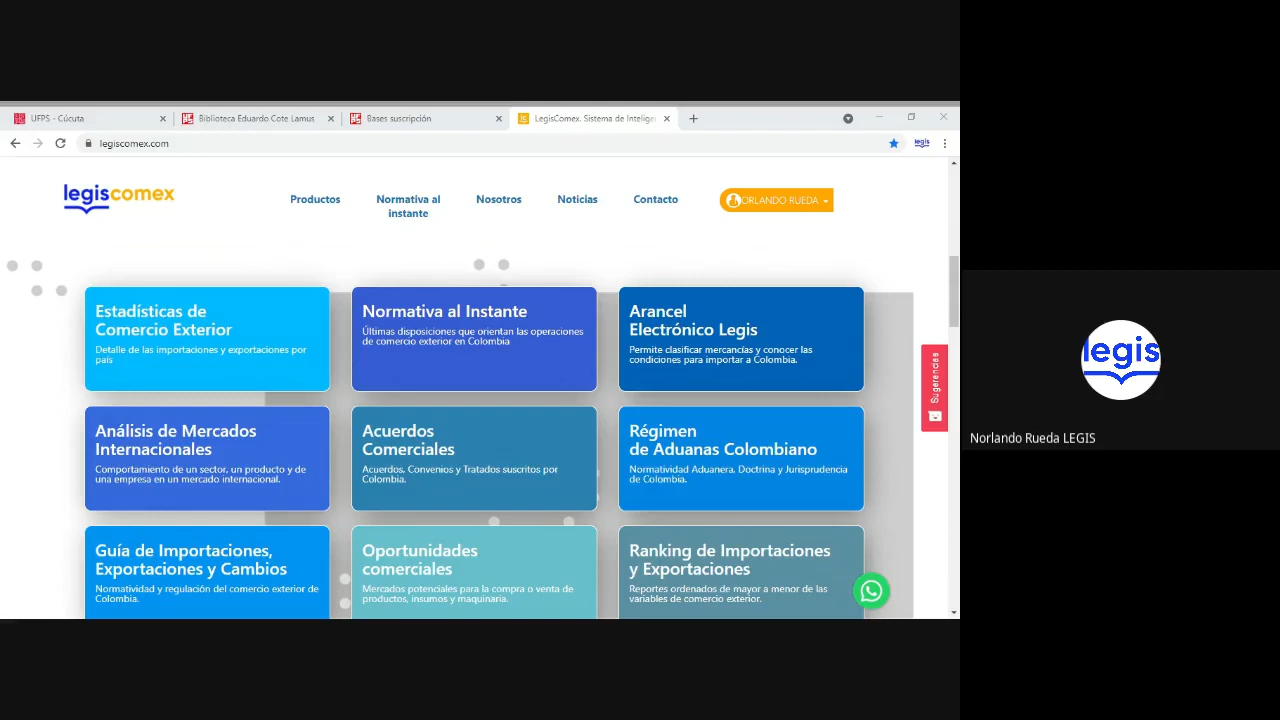 UFPS - Cúcuta
Biblioteca Eduardo Cote Lamus
Bases suscripción
LegisComex. Sistema de Inteliger
legiscomex.com
legis
legiscomex
Productos
Normativa al
instante
Nosotros
Noticias
Contacto
ORLANDO RUEDA
Estadísticas de
Comercio Exterior
Detalle de las importaciones y exportaciones por
país
Normativa al Instante
Últimas disposiciones que orientan las operaciones
de comercio exterior en Colombia
Arancel
Electrónico Legis
Permite clasificar mercancías y conocer las
condiciones para importar a Colombia.
Sugerencias
Análisis de Mercados
Internacionales
Comportamiento de un sector, un producto y de
una empresa en un mercado internacional.
Acuerdos
Comerciales
Acuerdos, Convenios y Tratados suscritos por
Colombia.
Régimen
de Aduanas Colombiano
Normatividad Aduanera, Doctrina y Jurisprudencia
de Colombia.
Guía de Importaciones,
Exportaciones y Cambios
Normatividad y regulación del comercio exterior de
Colombia.
Oportunidades
comerciales
Mercados potenciales para la compra o venta de
productos, insumos y maquinaria.
Ranking de Importaciones
y Exportaciones
Reportes ordenados de mayor a menor de las
variables de comercio exterior.
legis
Norlando Rueda LEGIS